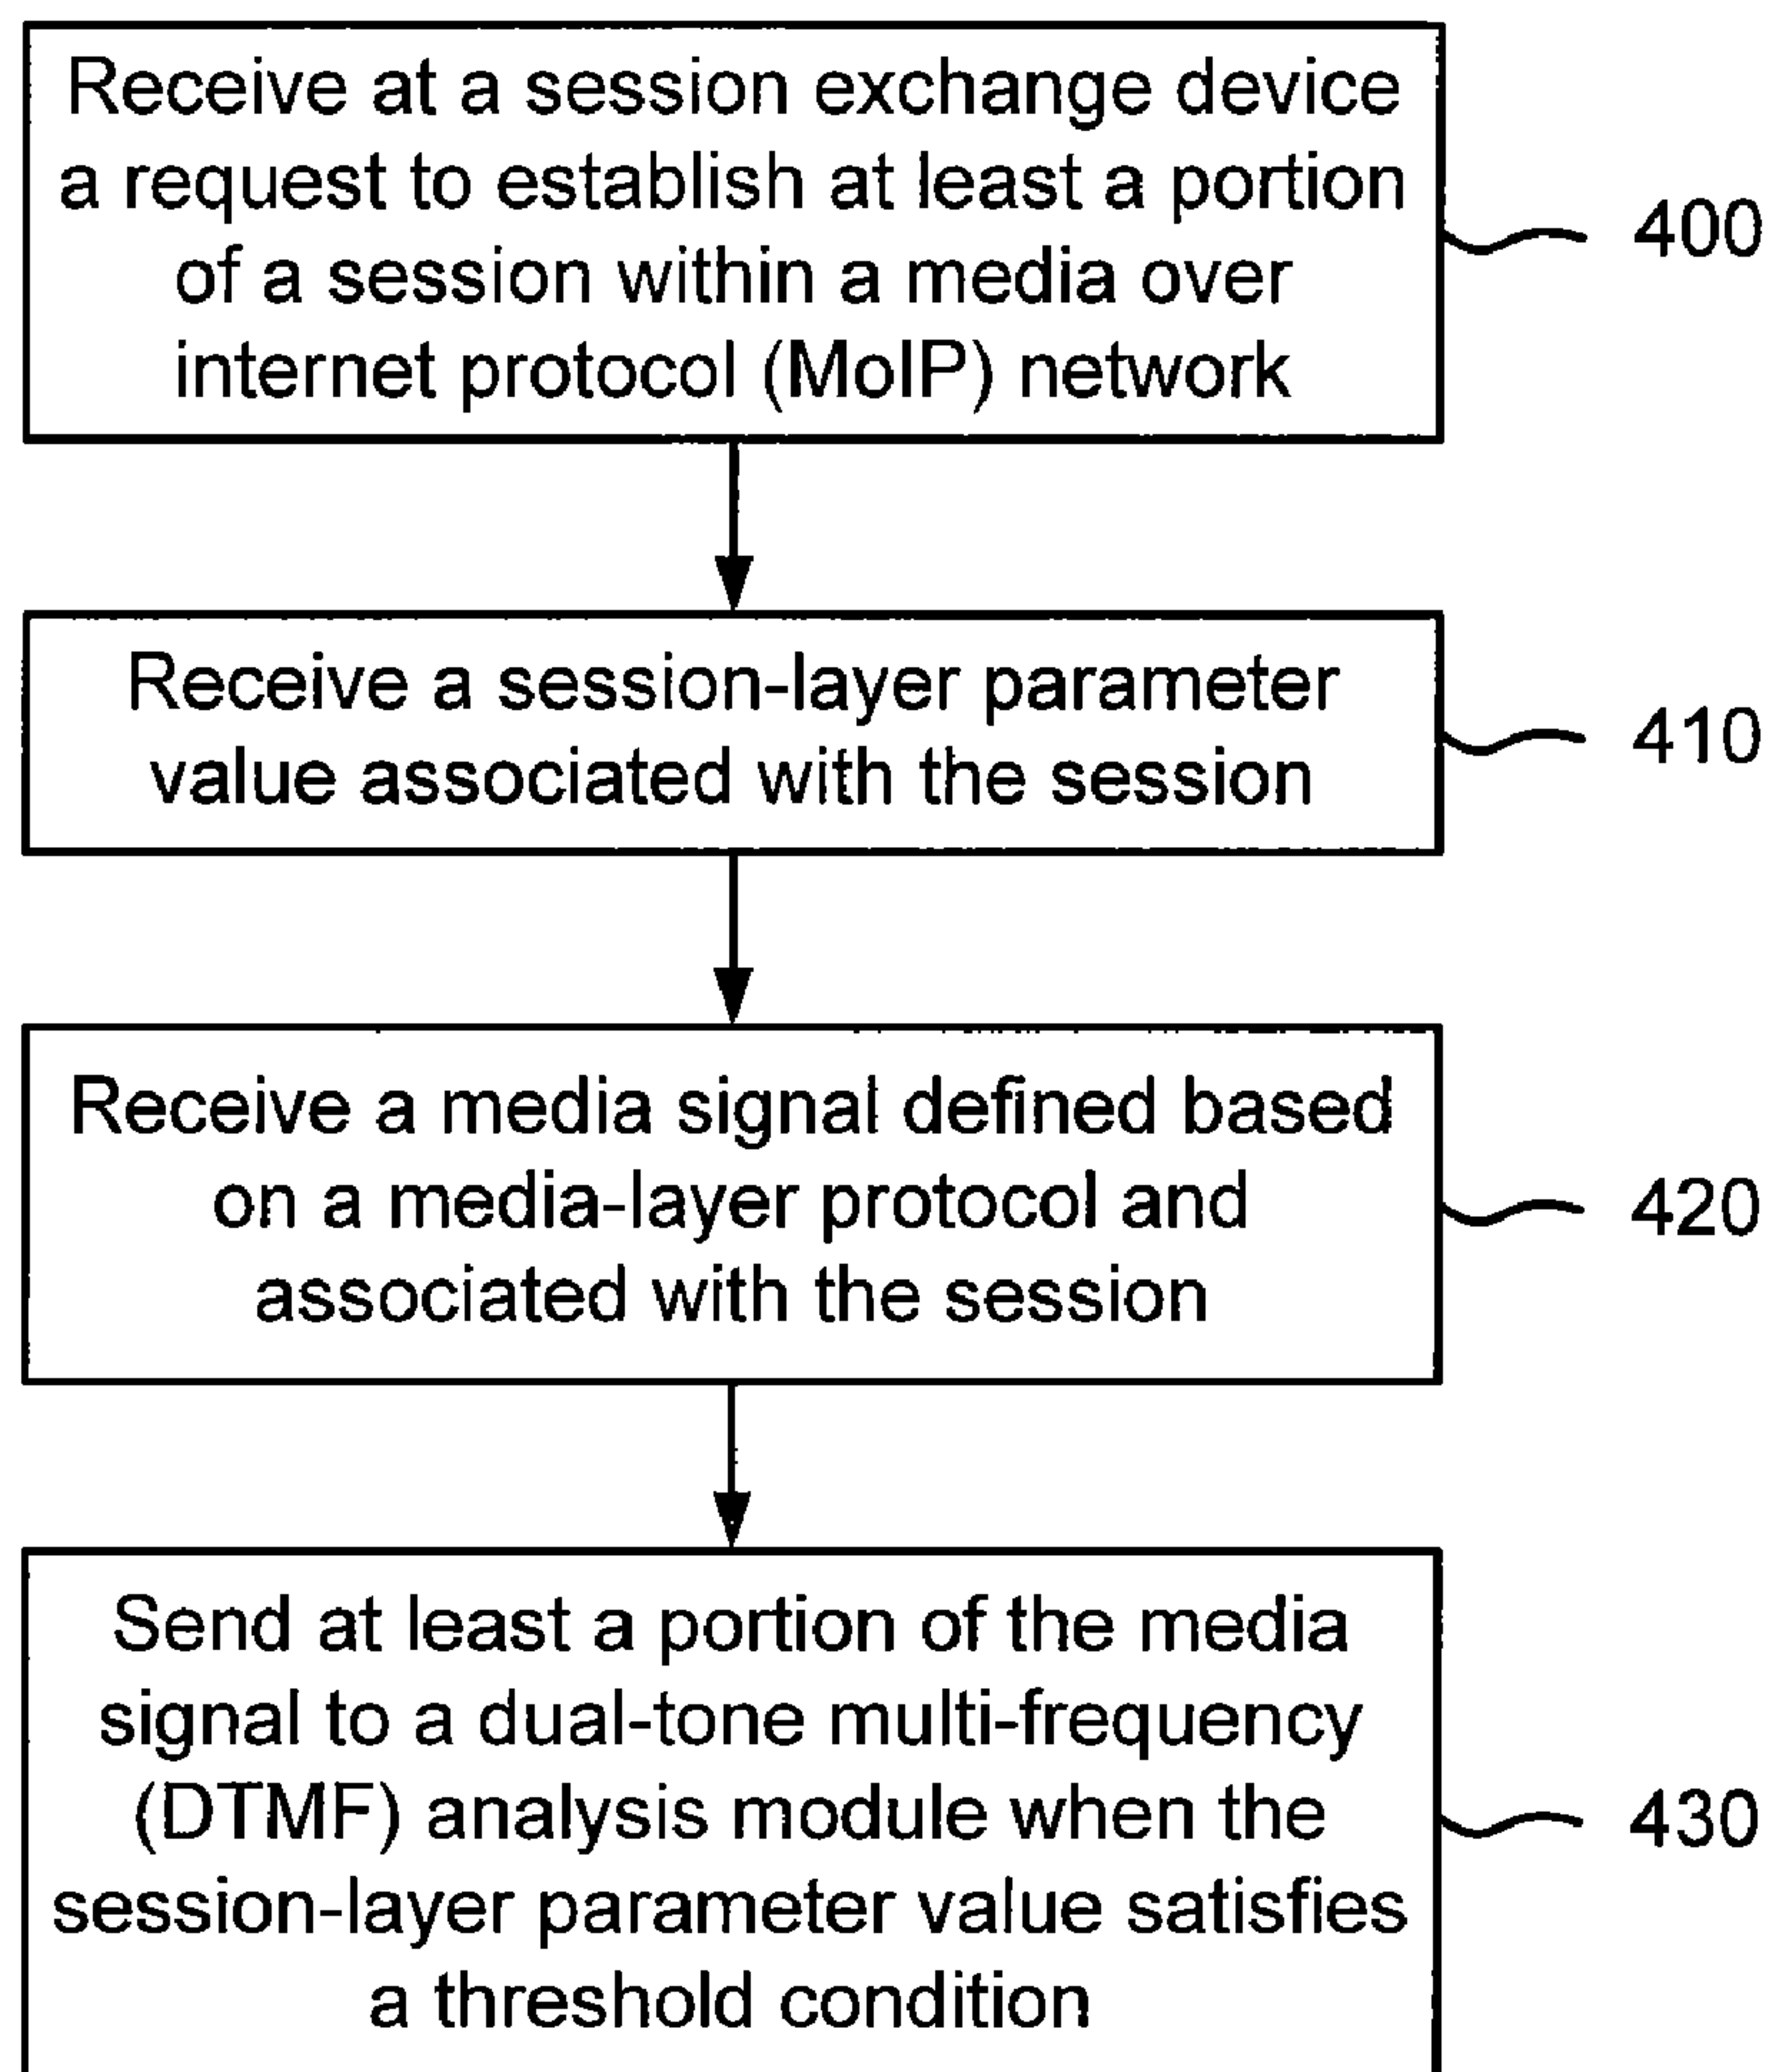 Receive at a session exchange device
a request to establish at least a portion
of a session within a media over
internet protocol (MoIP) network
400
Receive a session-layer parameter
value associated with the session
410
Receive a media signal defined based
on a media-layer protocol and
associated with the session
420
Send at least a portion of the media
signal to a dual-tone multi-frequency
(DTMF) analysis module when the
session-layer parameter value satisfies
a threshold condition
430